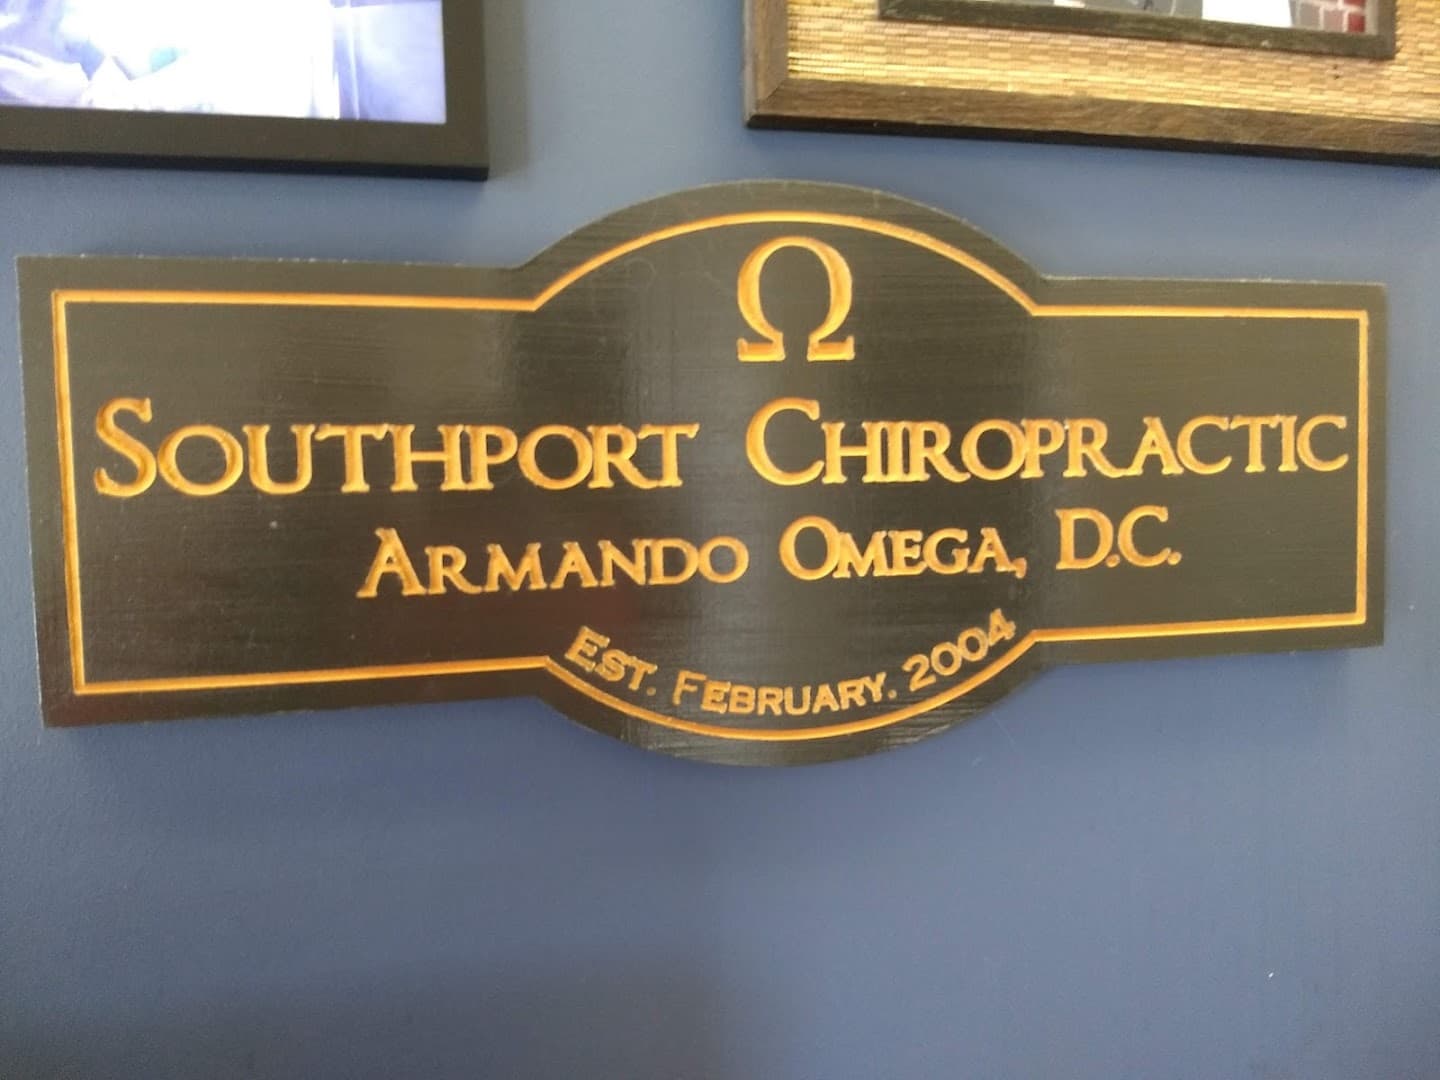 Ω
SOUTHPORT CHIROPRACTIC
ARMANDO OMEGA, D.C.
EST. FEBRUARY. 2004